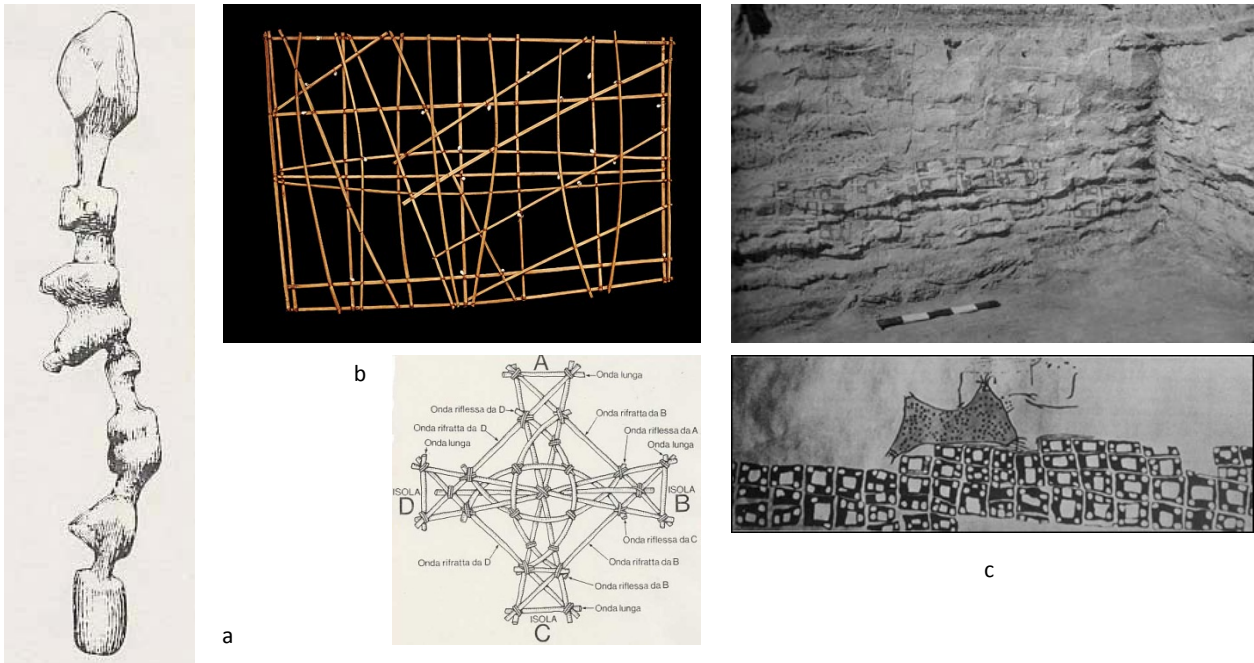 b
A
Onda lunga
Onda riflessa da D
Onda rifratta da B
Onda rifratta da D
Onda riflessa da A
Onda lunga
Onda lunga
ISOLA
D
ISOLA
B
Onda riflessa da C
Onda rifratta da D
Onda rifratta da B
Onda riflessa da B
Onda lunga
ISOLA
C
a
c